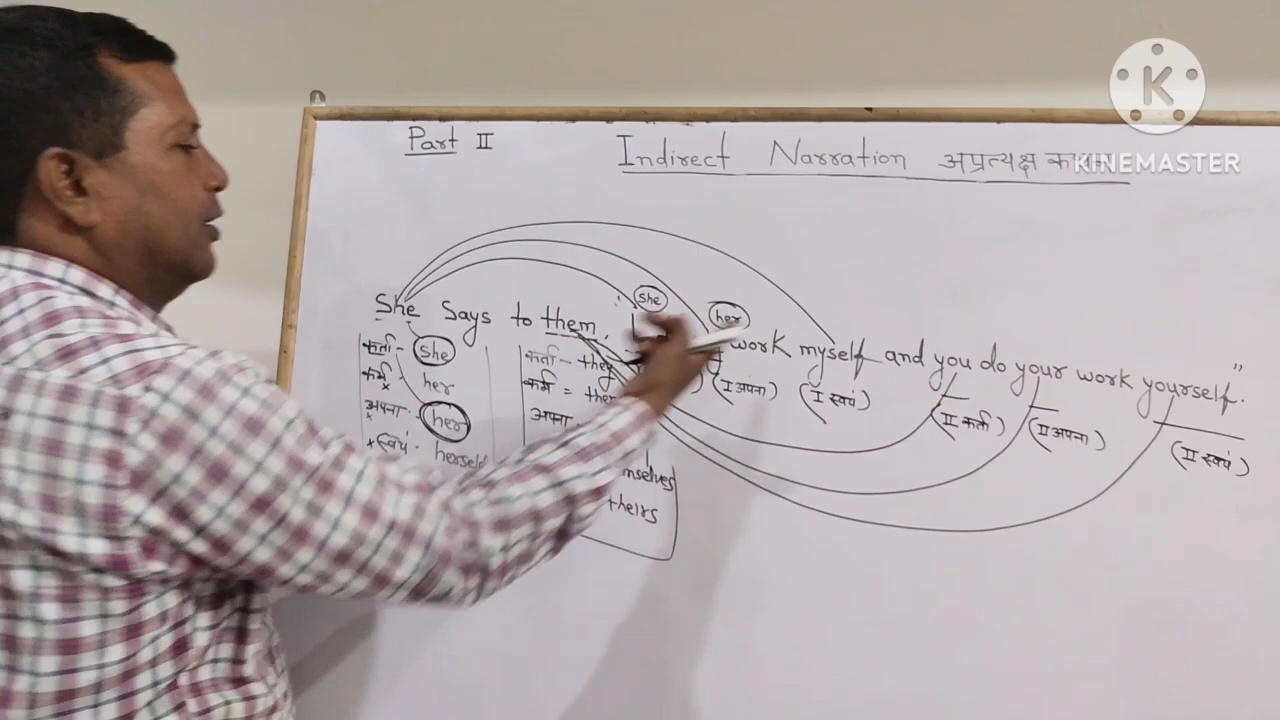 K
KINEMASTER
Part II
Indirect Narration अप्रत्यक्ष
she
her
She Says to them, work myself and you do your work yourself."
कर्ता - she
कर्म - her
अपना - her
स्वयं - herself
कर्ता - they
कर्म =
अपना -
theirs
(I अपना)
(I स्वयं)
(II कर्ता)
(II अपना)
(II स्वयं)